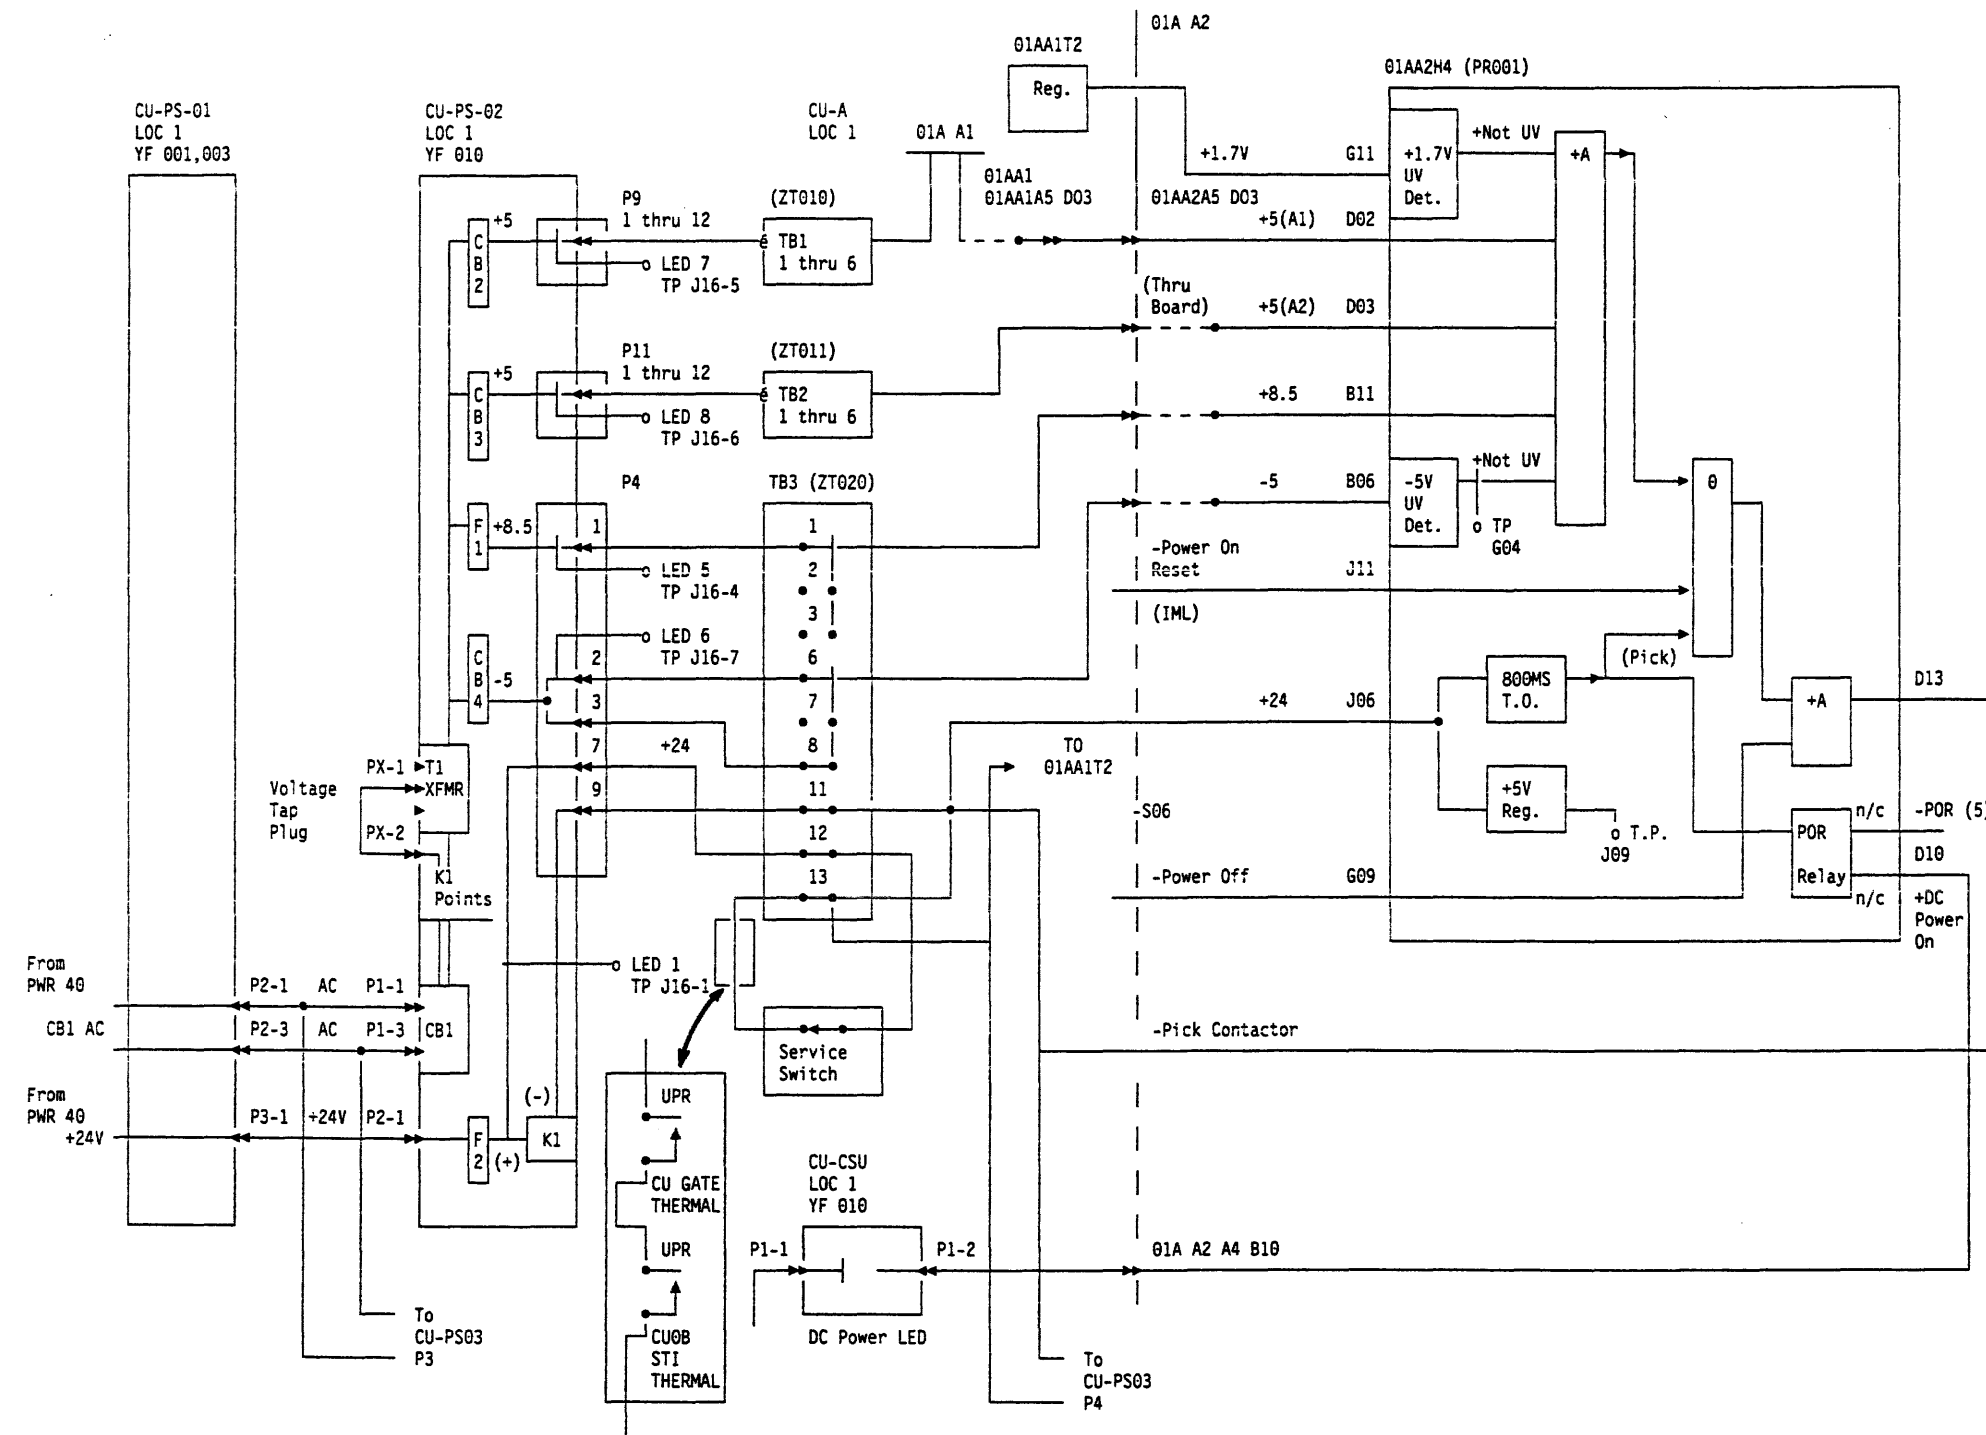 01A A2
01AA1T2
Reg.
01AA2H4 (PR001)
CU-PS-01
LOC 1
YF 001,003
CU-PS-02
LOC 1
YF 010
CU-A
LOC 1
01A A1
+1.7V
G11
+1.7V
UV
Det.
+Not UV
+A
01AA1
01AA1A5 DO3
01AA2A5 DO3
P9
1 thru 12
(ZT010)
+5
C
B
2
TB1
1 thru 6
LED 7
TP J16-5
+5(A1)
D02
(Thru
Board)
+5(A2)
D03
P11
1 thru 12
(ZT011)
+5
C
B
3
TB2
1 thru 6
LED 8
TP J16-6
+8.5
B11
P4
TB3 (ZT020)
-5
B06
-5V
UV
Det.
+Not UV
TP
G04
0
F
1
+8.5
1
LED 5
TP J16-4
1
2
3
6
7
8
11
12
13
-Power On
Reset
J11
(IML)
LED 6
TP J16-7
C
B
4
-5
2
3
7
9
+24
(Pick)
800MS
T.O.
+24
J06
+A
D13
PX-1
T1
XFMR
Voltage
Tap
Plug
PX-2
K1
Points
TO
01AA1T2
-S06
+5V
Reg.
T.P.
J09
POR
Relay
n/c
-POR (5)
D10
n/c
+DC
Power
On
-Power Off
G09
From
PWR 40
CB1 AC
P2-1
AC
P1-1
P2-3
AC
P1-3
CB1
LED 1
TP J16-1
Service
Switch
-Pick Contactor
From
PWR 40
+24V
P3-1
+24V
P2-1
F
2
(-)
(+)
K1
UPR
CU GATE
THERMAL
UPR
CU0B
STI
THERMAL
CU-CSU
LOC 1
YF 010
P1-1
P1-2
DC Power LED
01A A2 A4 B10
To
CU-PS03
P3
To
CU-PS03
P4